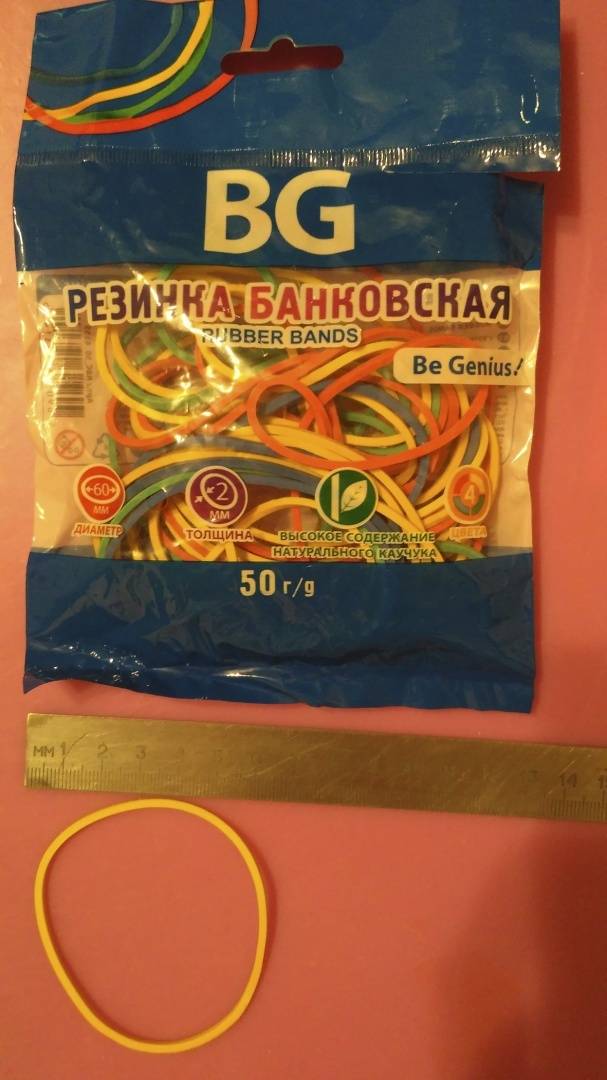 BG
РЕЗИНКА БАНКОВСКАЯ
RUBBER BANDS
Be Genius!
60
ММ
ДИАМЕТР
2
ММ
ТОЛЩИНА
ВЫСОКОЕ СОДЕРЖАНИЕ
НАТУРАЛЬНОГО КАУЧУКА
4
ЦВЕТА
50 г/g
ММ 1 2 3 13 14